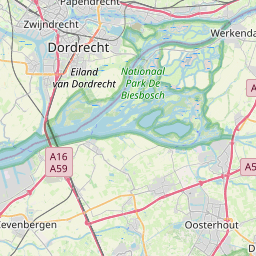 Papendrecht
Zwijndrecht
Werkenda
Dordrecht
Eiland
van Dordrecht
Nationaal
Park De
Biesbosch
A
A16
A59
A5
evenbergen
Oosterhout
D